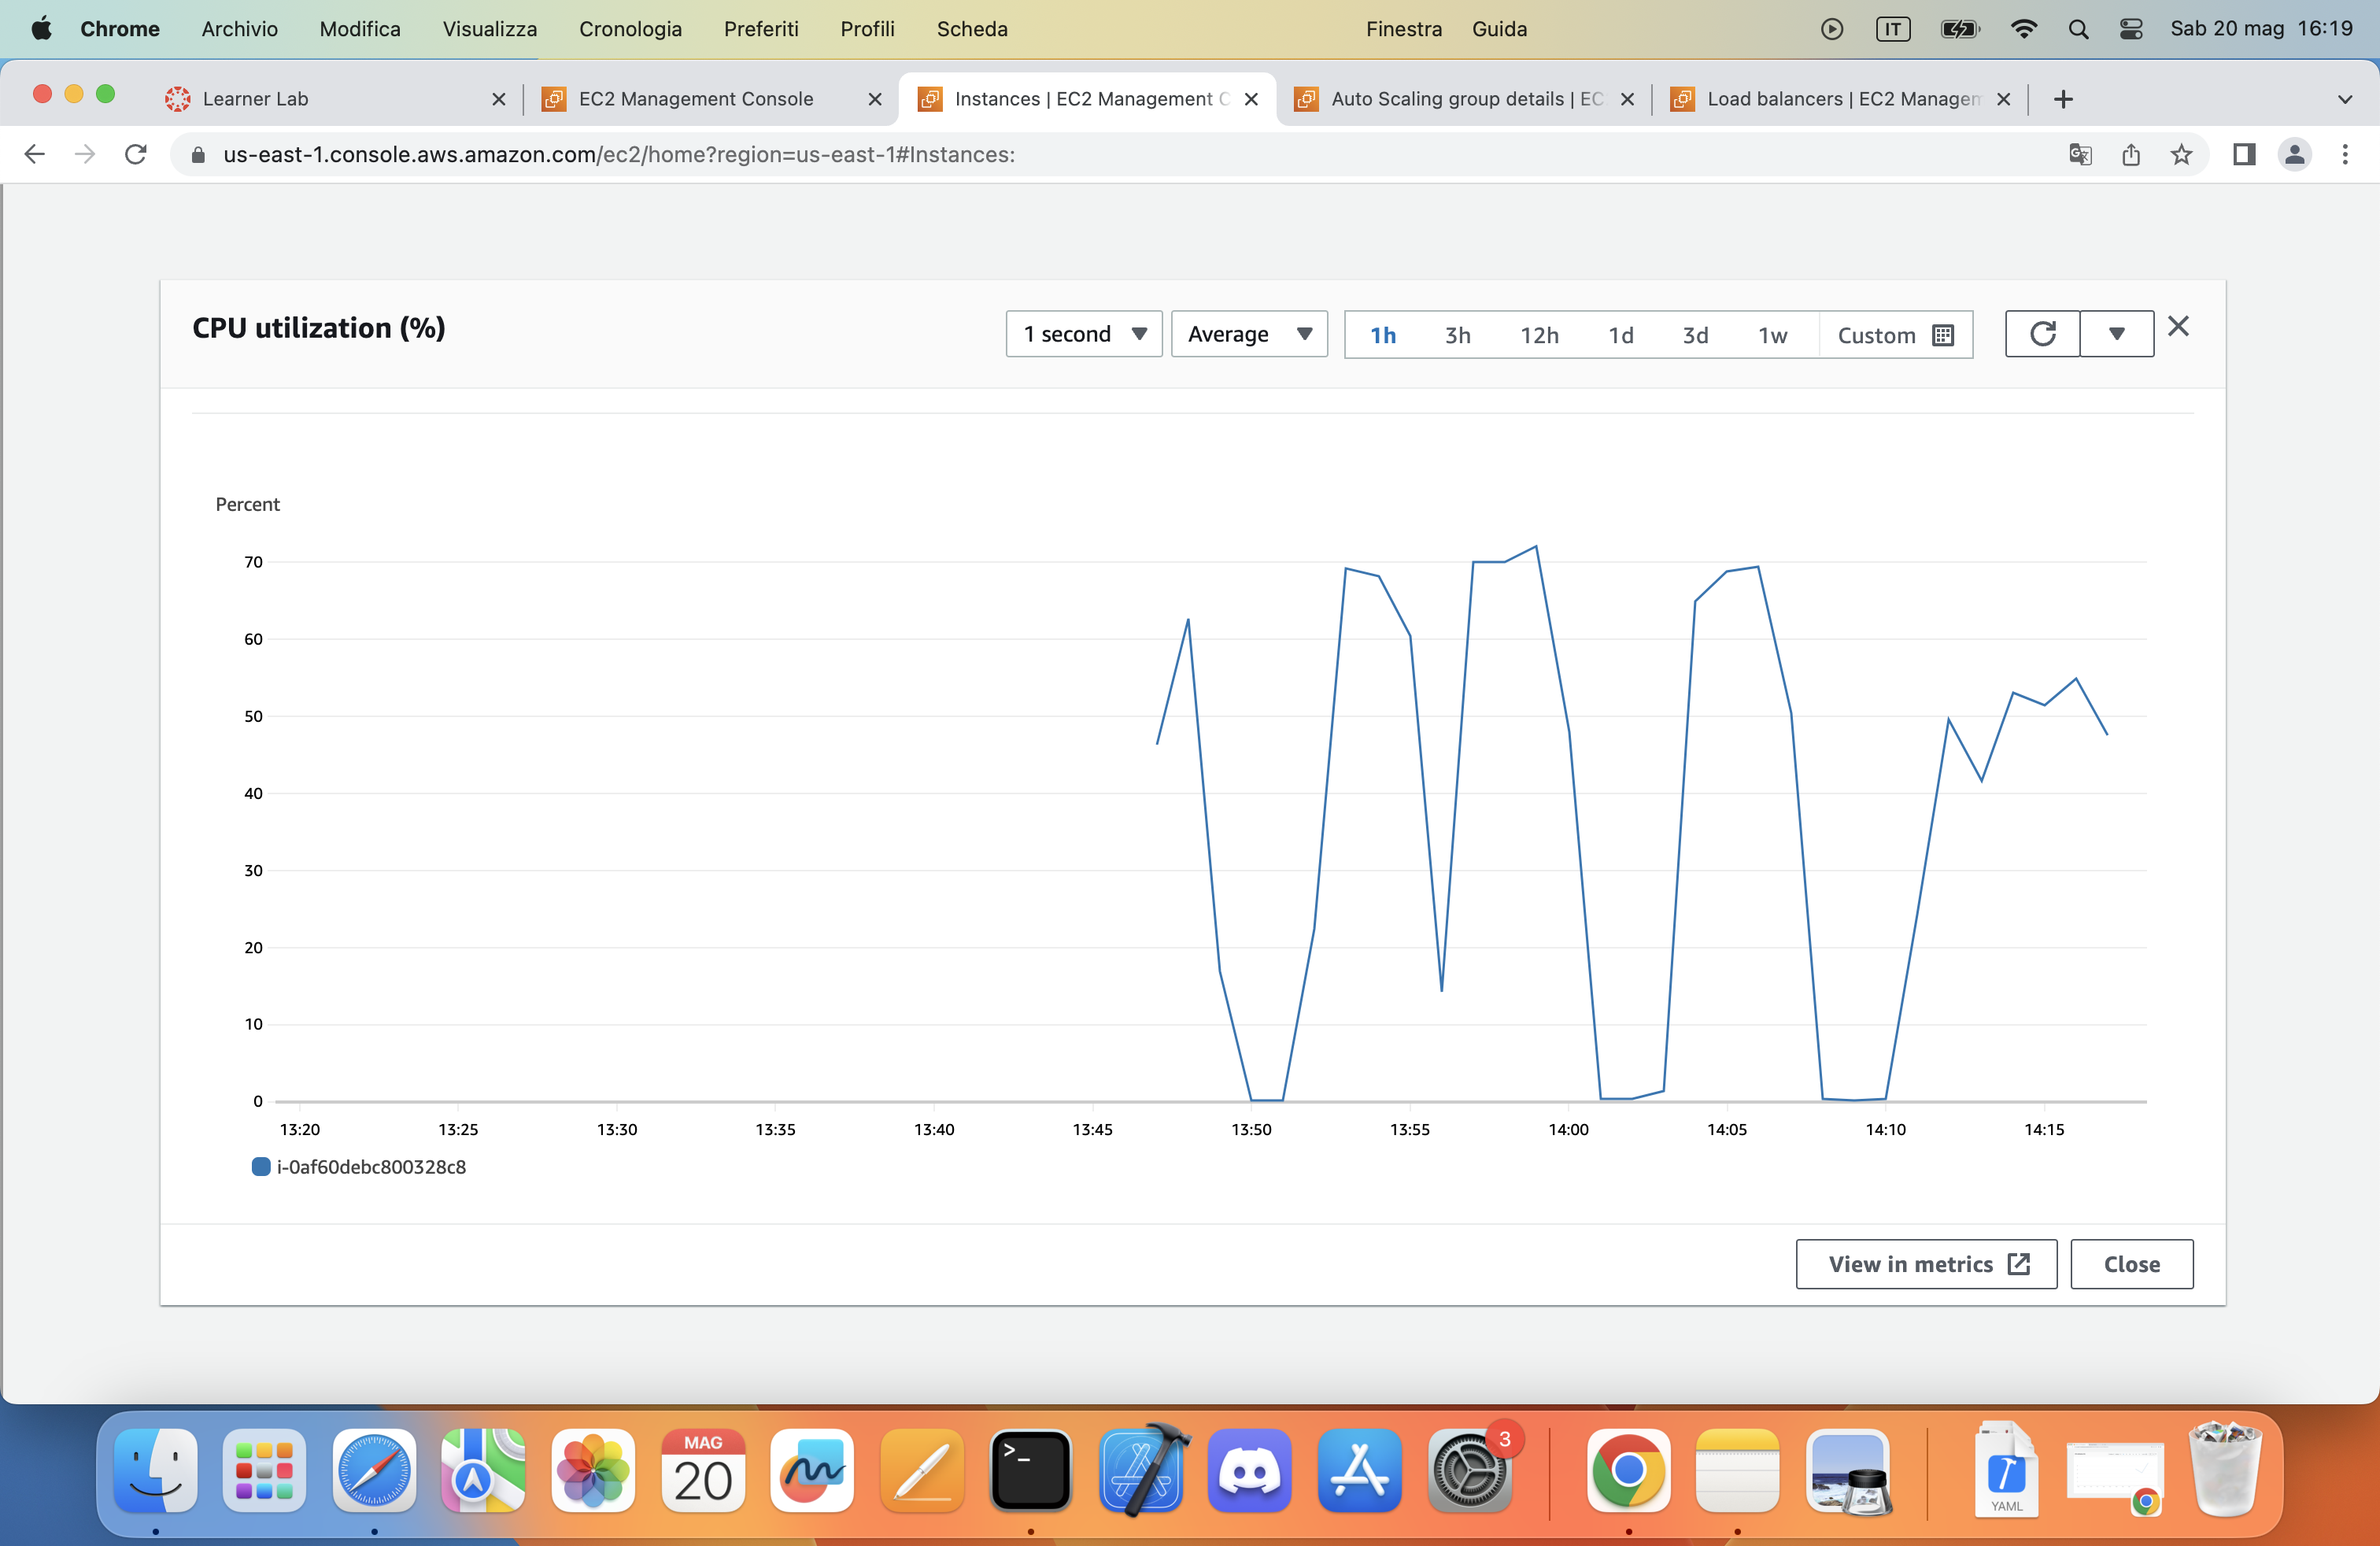 Chrome Archivio Modifica Visualizza Cronologia Preferiti Profili Scheda Finestra Guida IT Sab 20 mag 16:19
Learner Lab EC2 Management Console Instances | EC2 Management C Auto Scaling group details | EC Load balancers | EC2 Managem
us-east-1.console.aws.amazon.com/ec2/home?region=us-east-1#Instances:
CPU utilization (%) 1 second Average 1h 3h 12h 1d 3d 1w Custom
Percent
70
60
50
40
30
20
10
0
13:20 13:25 13:30 13:35 13:40 13:45 13:50 13:55 14:00 14:05 14:10 14:15
i-0af60debc800328c8
View in metrics Close
MAG
20
>_
3
YAML